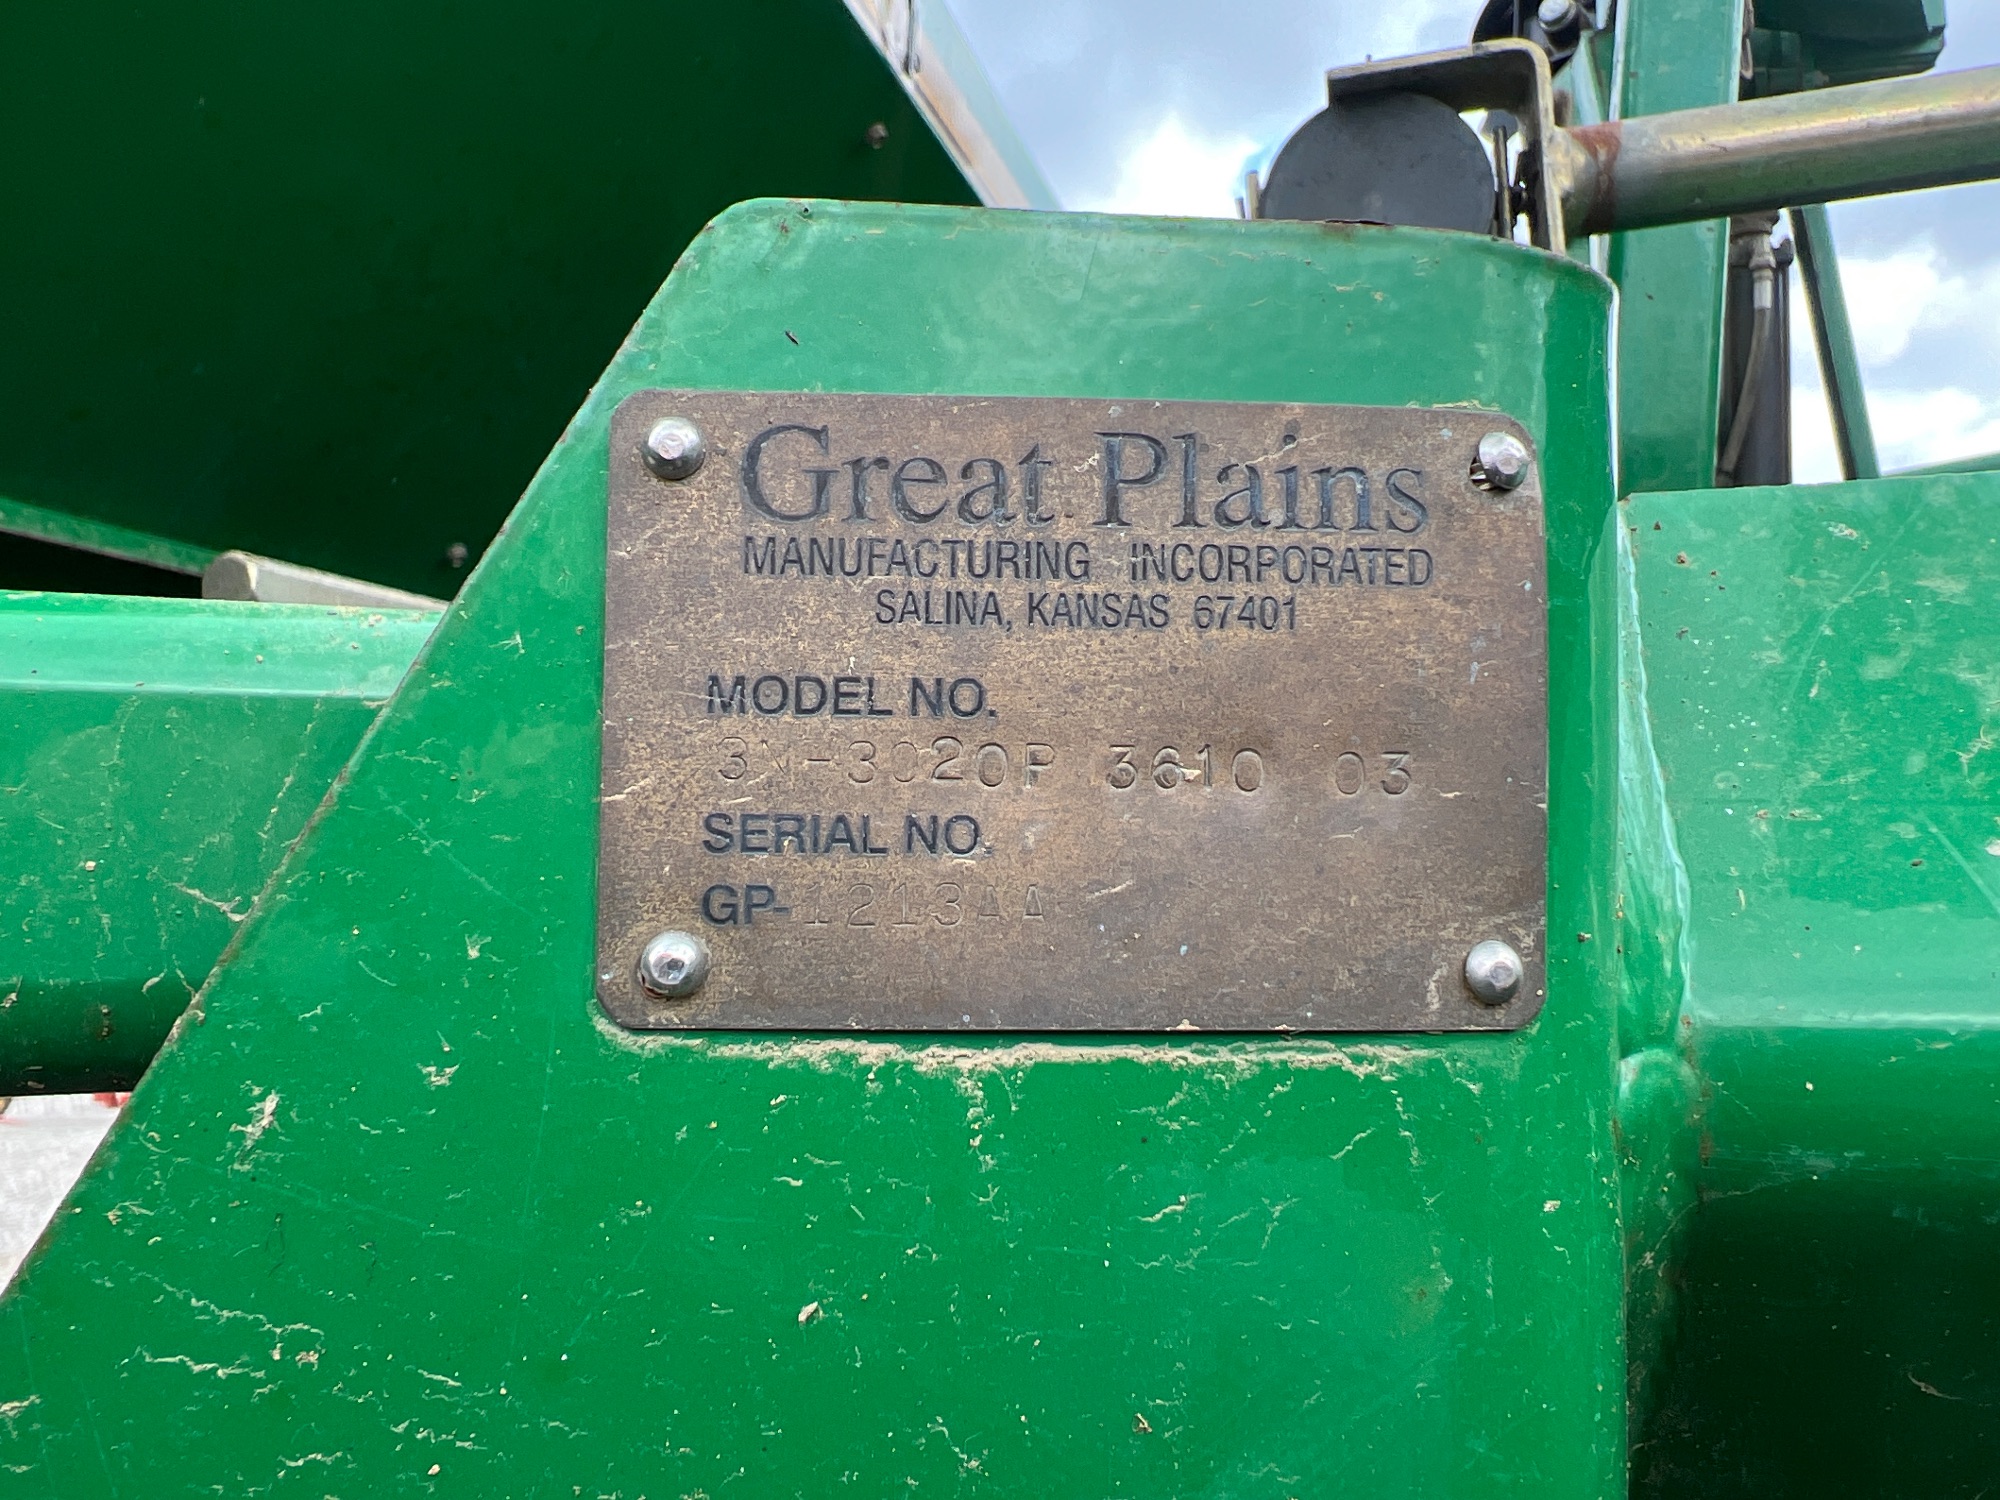 Great Plains
MANUFACTURING INCORPORATED
SALINA, KANSAS 67401
MODEL NO.
3N-3020P 3610 03
SERIAL NO.
GP-1213AA